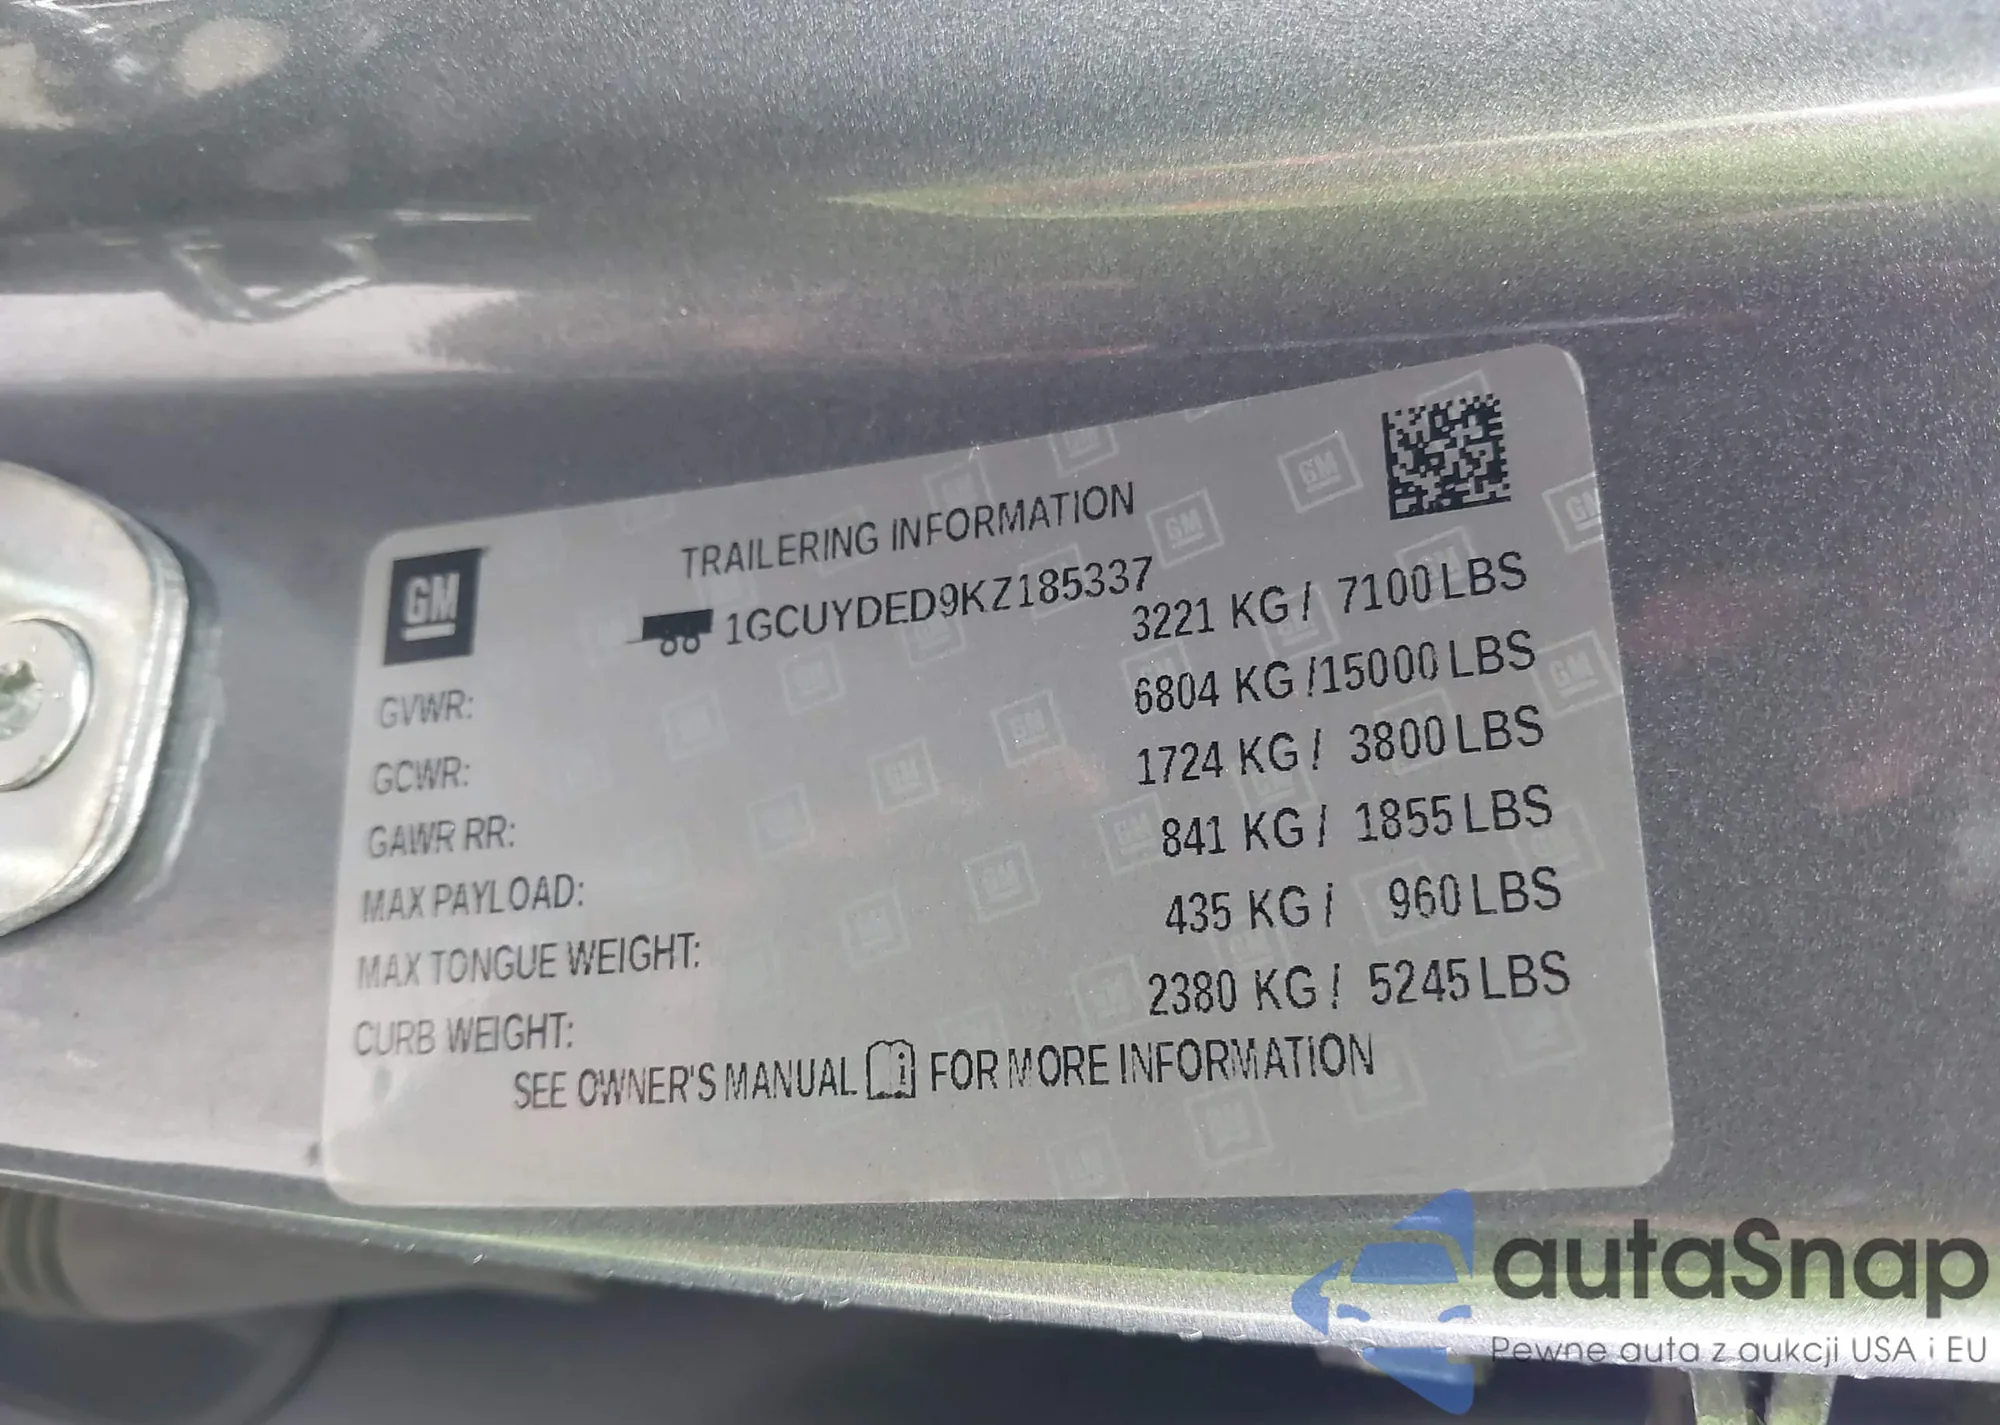 GM
TRAILERING INFORMATION
1GCUYDED9KZ185337
GVWR: 3221 KG / 7100 LBS
GCWR: 6804 KG / 15000 LBS
GAWR RR: 1724 KG / 3800 LBS
MAX PAYLOAD: 841 KG / 1855 LBS
MAX TONGUE WEIGHT: 435 KG / 960 LBS
CURB WEIGHT: 2380 KG / 5245 LBS
SEE OWNER'S MANUAL i FOR MORE INFORMATION
autaSnap
Pewne auta z aukcji USA i EU